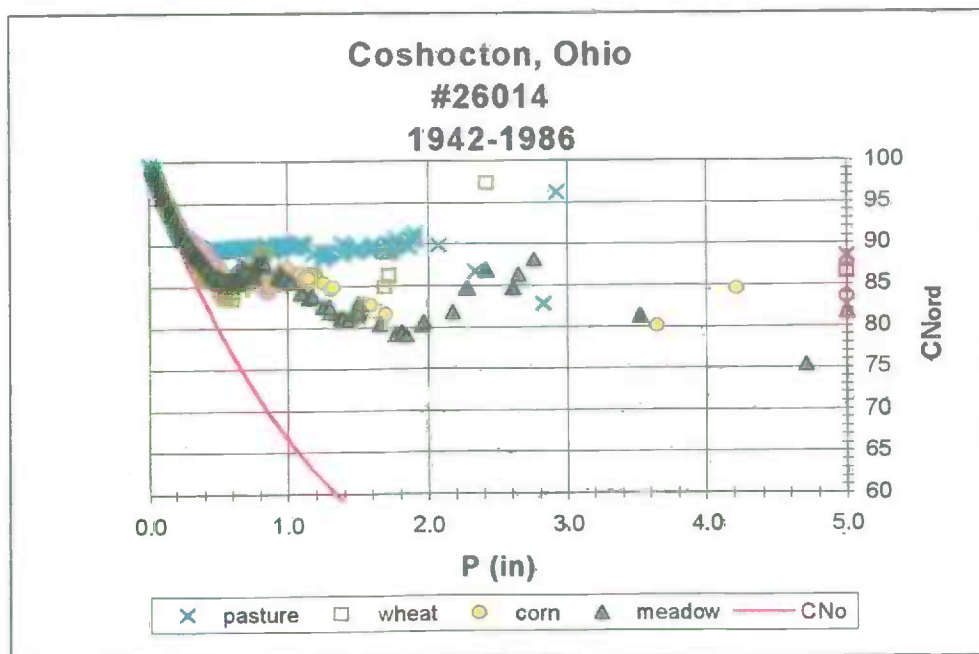 Coshocton, Ohio
#26014
1942-1986
100
95
90
85
80
75
70
65
60
CNord
0.0 1.0 2.0 3.0 4.0 5.0
P (in)
pasture wheat corn meadow CNo